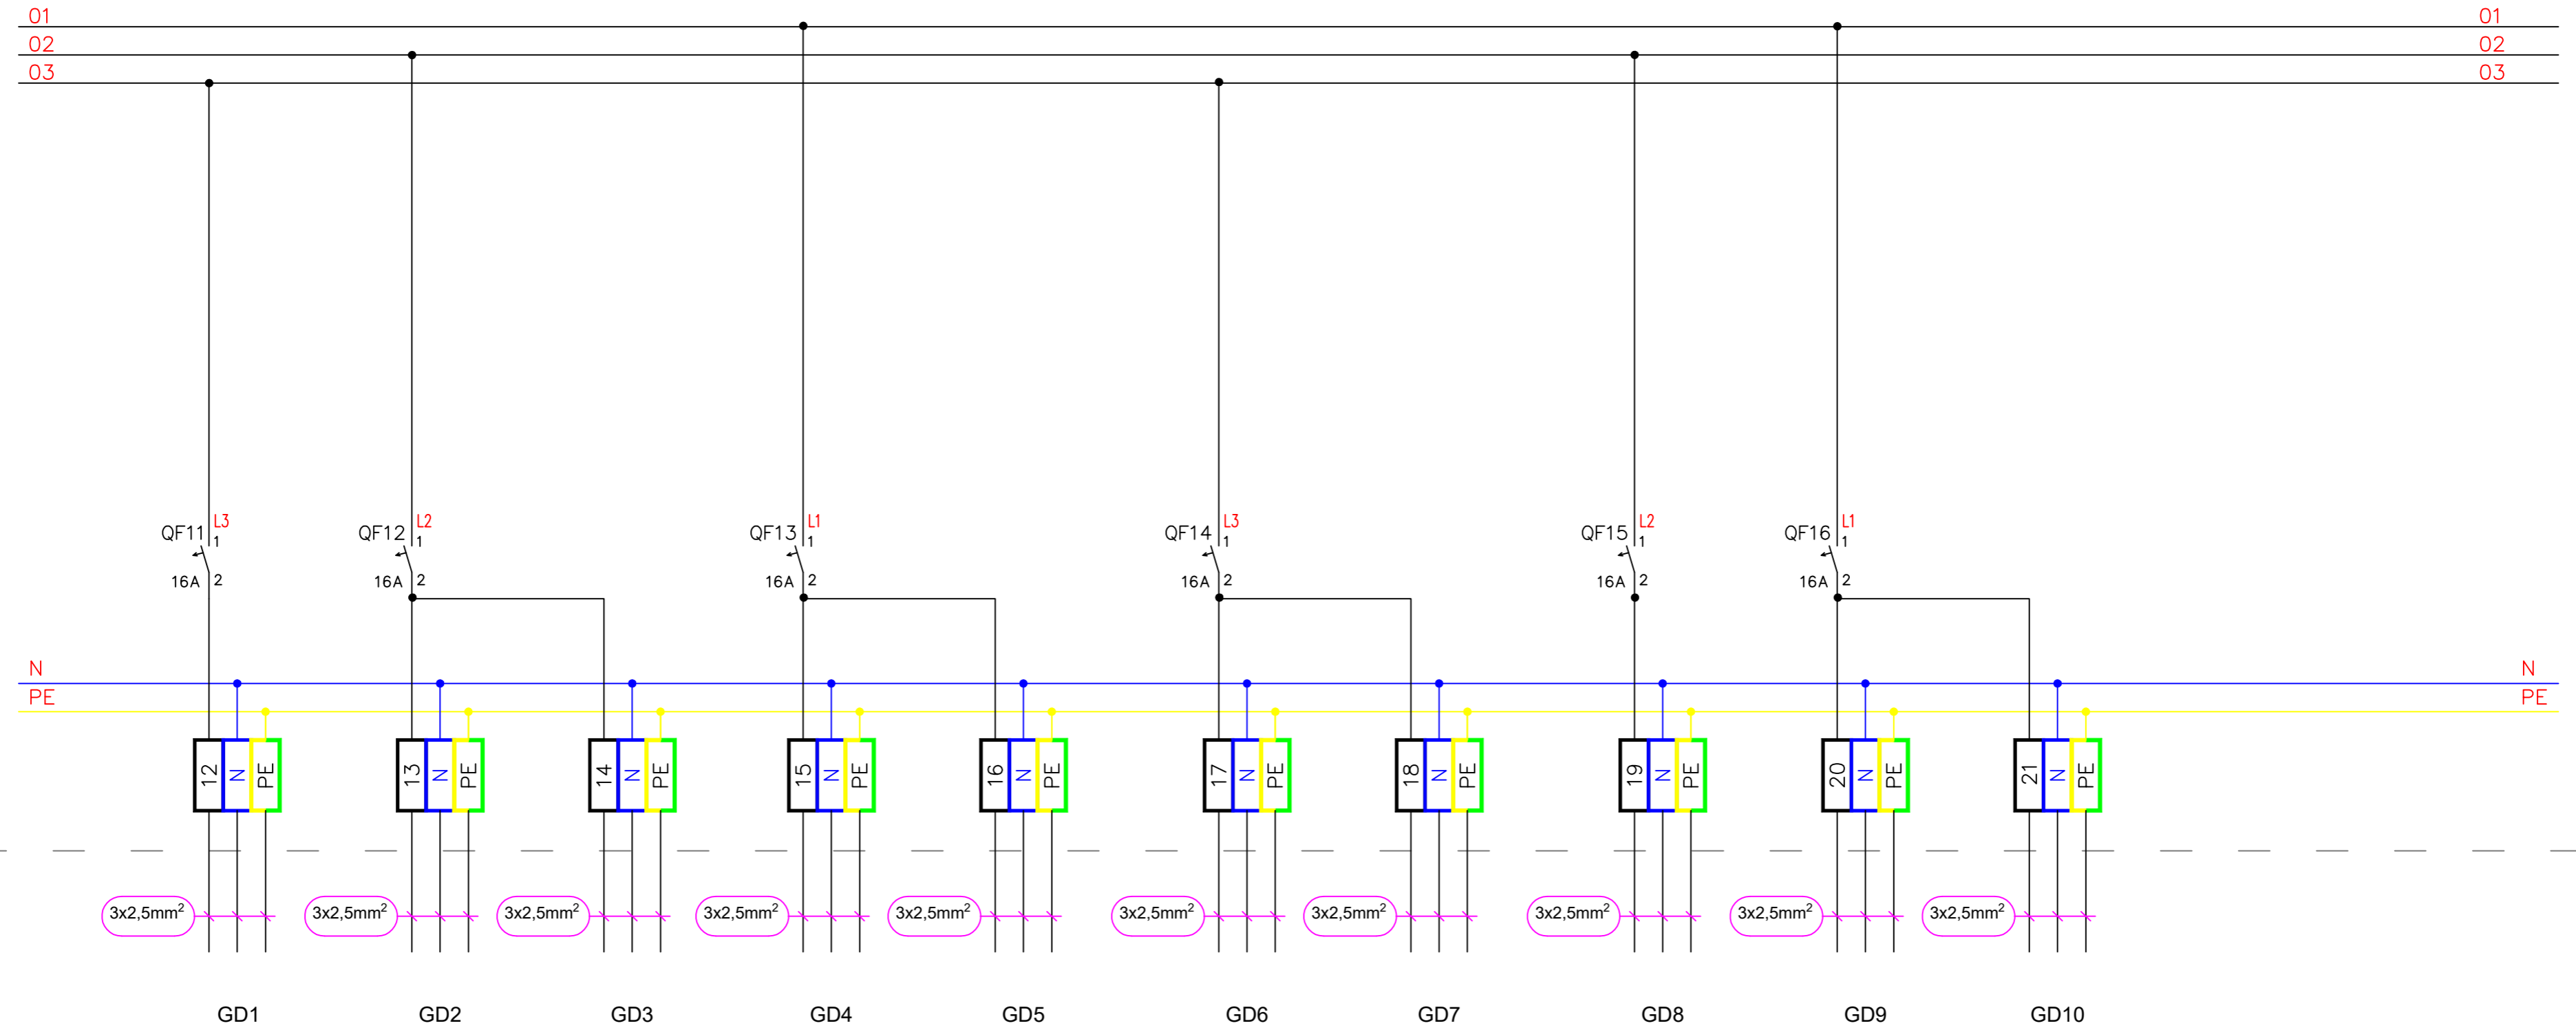 01 01
02 02
03 03
L3 L2 L1 L3 L2 L1
QF11 QF12 QF13 QF14 QF15 QF16
1 1 1 1 1 1
16A 2 16A 2 16A 2 16A 2 16A 2 16A 2
N N
PE PE
12 N PE 13 N PE 14 N PE 15 N PE 16 N PE 17 N PE 18 N PE 19 N PE 20 N PE 21 N PE
3x2,5mm² 3x2,5mm² 3x2,5mm² 3x2,5mm² 3x2,5mm² 3x2,5mm² 3x2,5mm² 3x2,5mm² 3x2,5mm² 3x2,5mm²
GD1 GD2 GD3 GD4 GD5 GD6 GD7 GD8 GD9 GD10